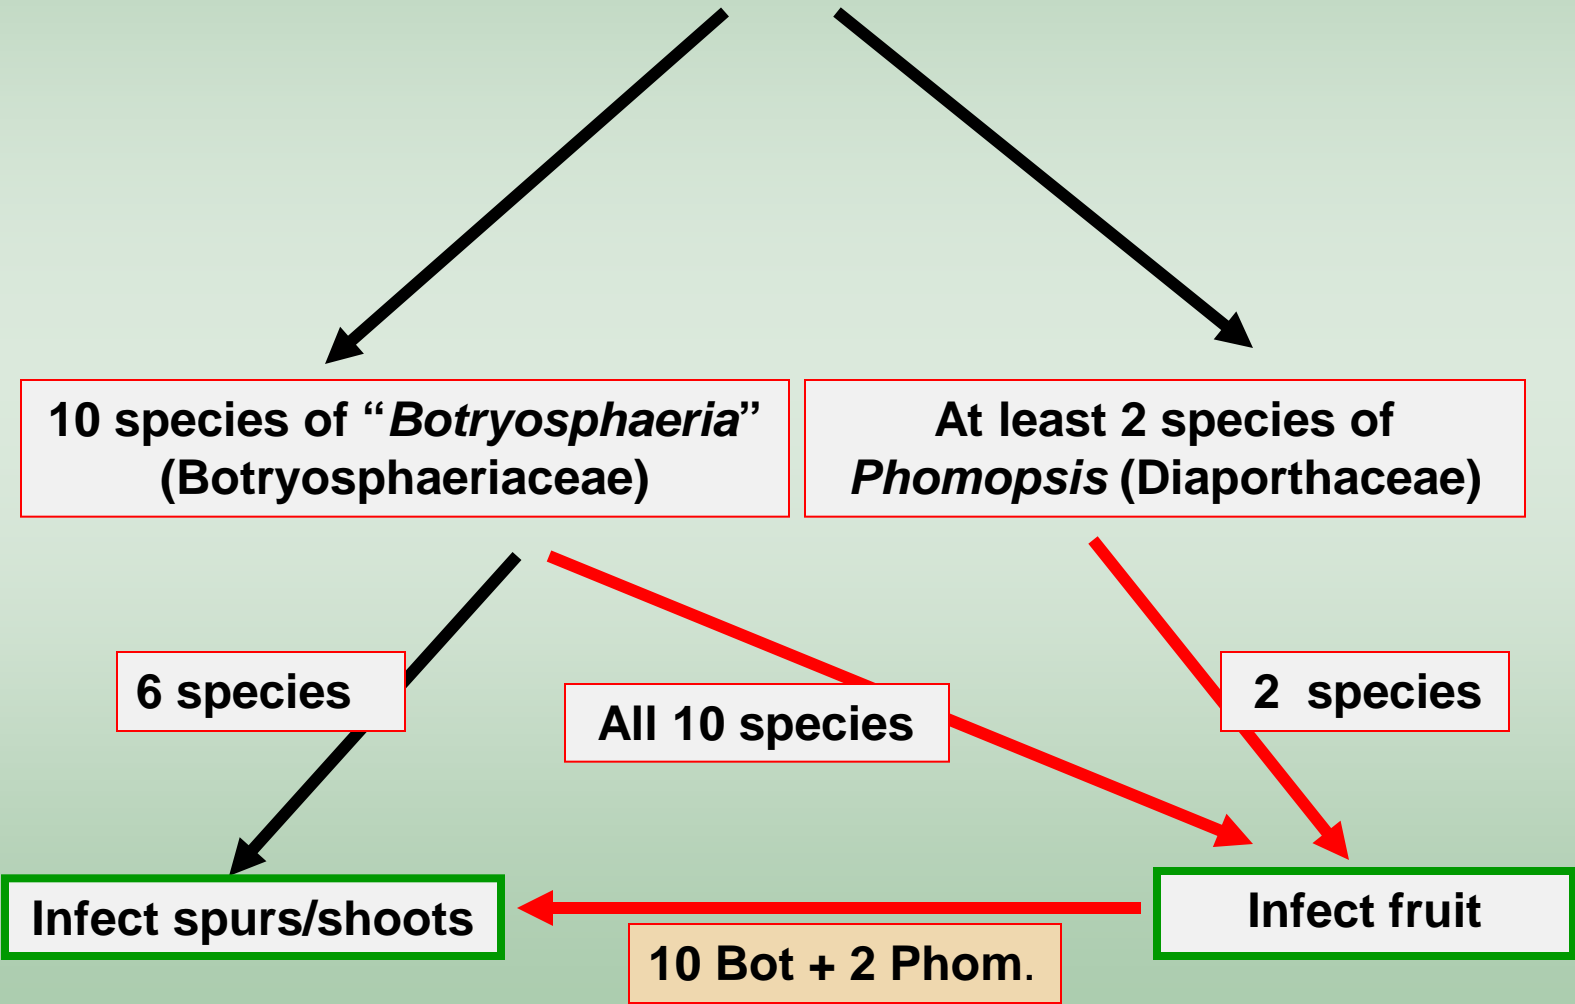 10 species of “Botryosphaeria”
(Botryosphaeriaceae)
At least 2 species of
Phomopsis (Diaporthaceae)
6 species
All 10 species
2 species
Infect spurs/shoots
Infect fruit
10 Bot + 2 Phom.